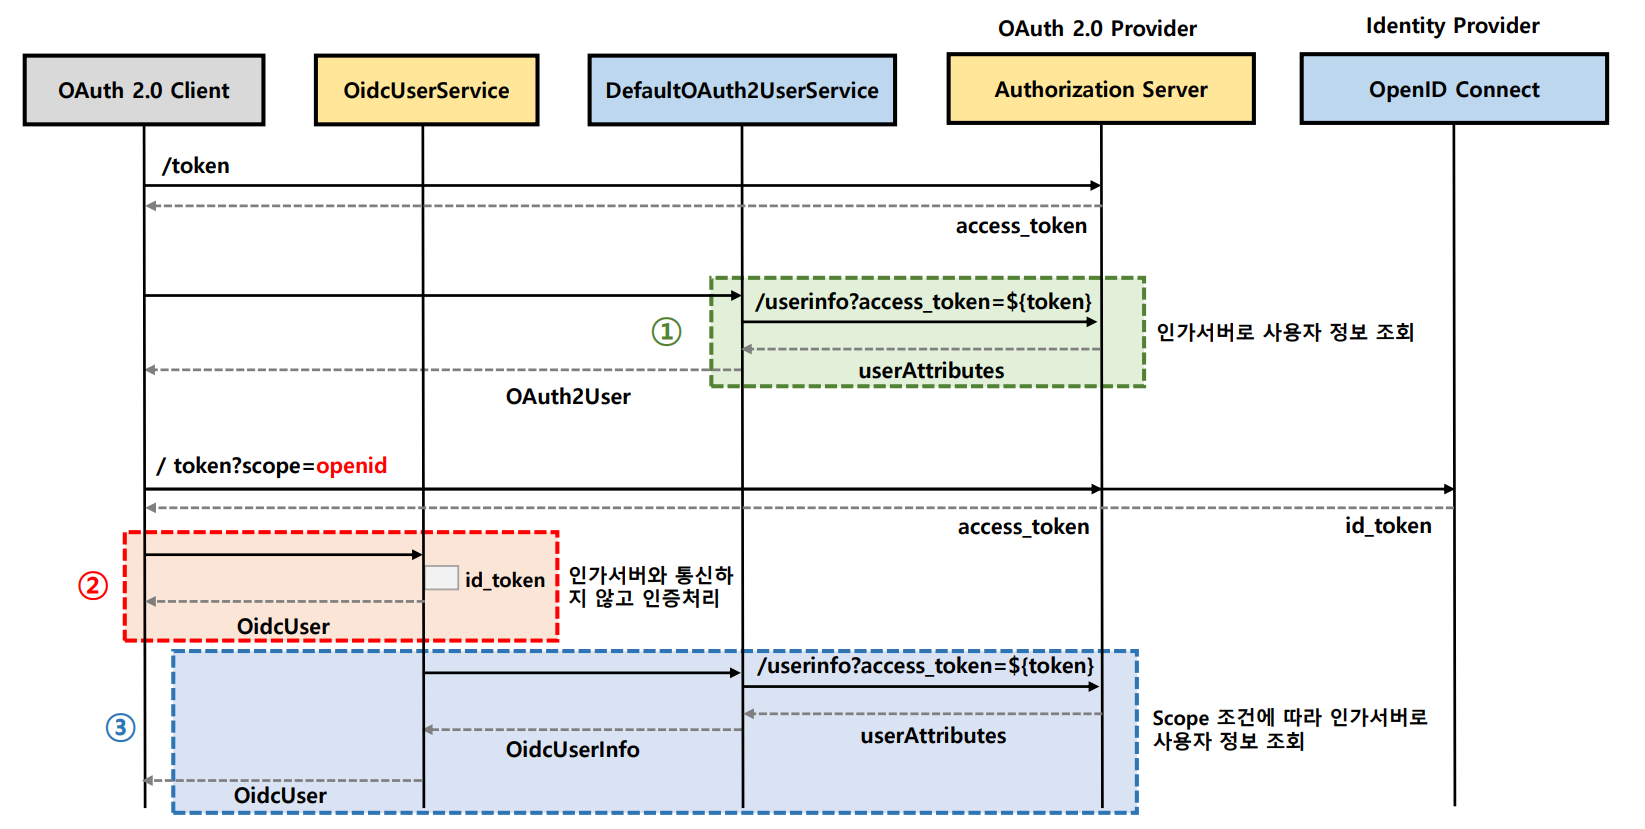 OAuth 2.0 Provider
Identity Provider
OAuth 2.0 Client
OidcUserService
DefaultOAuth2UserService
Authorization Server
OpenID Connect
/token
access_token
/userinfo?access_token=${token}
①
인가서버로 사용자 정보 조회
userAttributes
OAuth2User
/ token?scope=openid
access_token
id_token
②
id_token
인가서버와 통신하
지 않고 인증처리
OidcUser
/userinfo?access_token=${token}
③
Scope 조건에 따라 인가서버로
사용자 정보 조회
userAttributes
OidcUserInfo
OidcUser